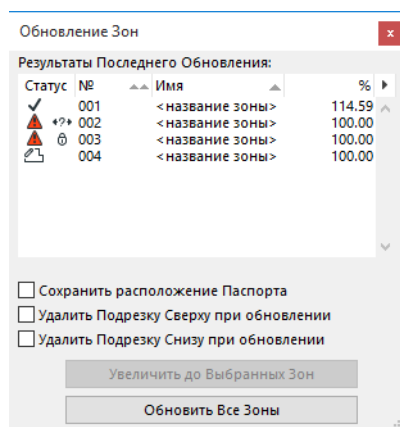 Обновление Зон
Результаты Последнего Обновления:
Статус № Имя %
001 <название зоны> 114.59
002 <название зоны> 100.00
003 <название зоны> 100.00
004 <название зоны> 100.00
Сохранить расположение Паспорта
Удалить Подрезку Сверху при обновлении
Удалить Подрезку Снизу при обновлении
Увеличить до Выбранных Зон
Обновить Все Зоны